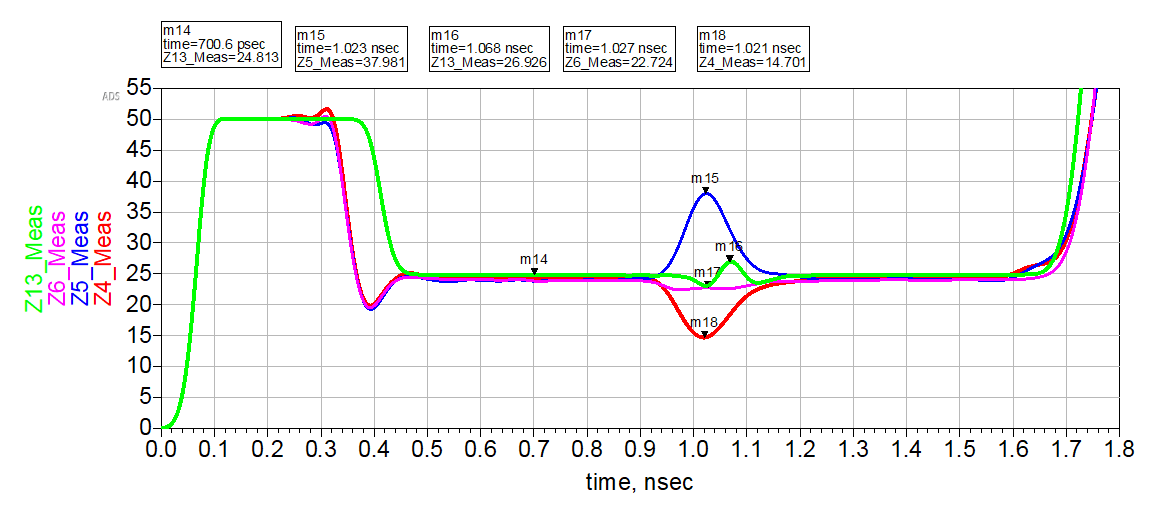 m14
time=700.6 psec
Z13_Meas=24.813
m15
time=1.023 nsec
Z5_Meas=37.981
m16
time=1.068 nsec
Z13_Meas=26.926
m17
time=1.027 nsec
Z6_Meas=22.724
m18
time=1.021 nsec
Z4_Meas=14.701
ADS
55
50
45
40
35
30
25
20
15
10
5
0
Z13_Meas
Z6_Meas
Z5_Meas
Z4_Meas
m15
m16
m14
m17
m18
0.0 0.1 0.2 0.3 0.4 0.5 0.6 0.7 0.8 0.9 1.0 1.1 1.2 1.3 1.4 1.5 1.6 1.7 1.8
time, nsec